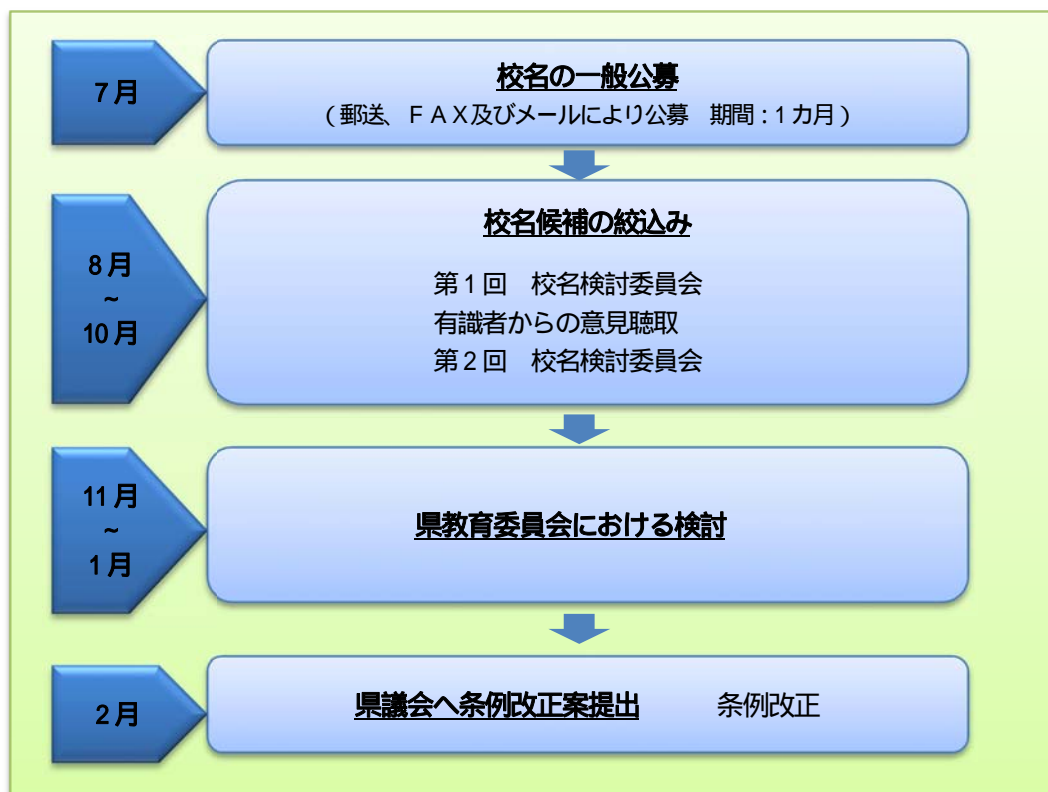 7月
校名の一般公募
(郵送、ＦＡＸ及びメールにより公募　期間：1カ月)
8月
～
10月
校名候補の絞込み
第1回　校名検討委員会
有識者からの意見聴取
第2回　校名検討委員会
11月
～
1月
県教育委員会における検討
2月
県議会へ条例改正案提出　　条例改正